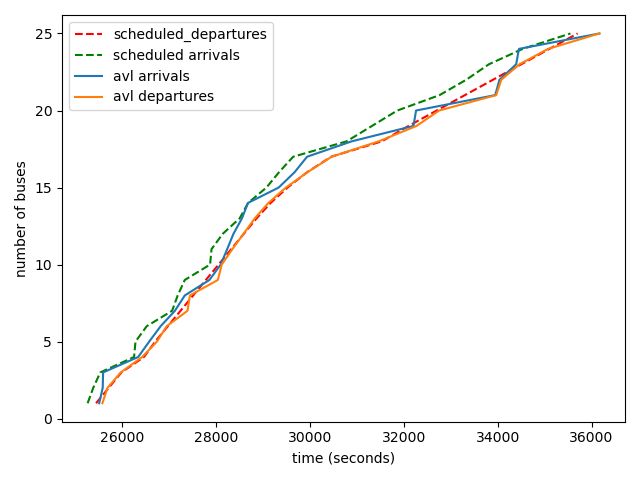 scheduled_departures
scheduled arrivals
avl arrivals
avl departures
number of buses
25
20
15
10
5
0
26000 28000 30000 32000 34000 36000
time (seconds)